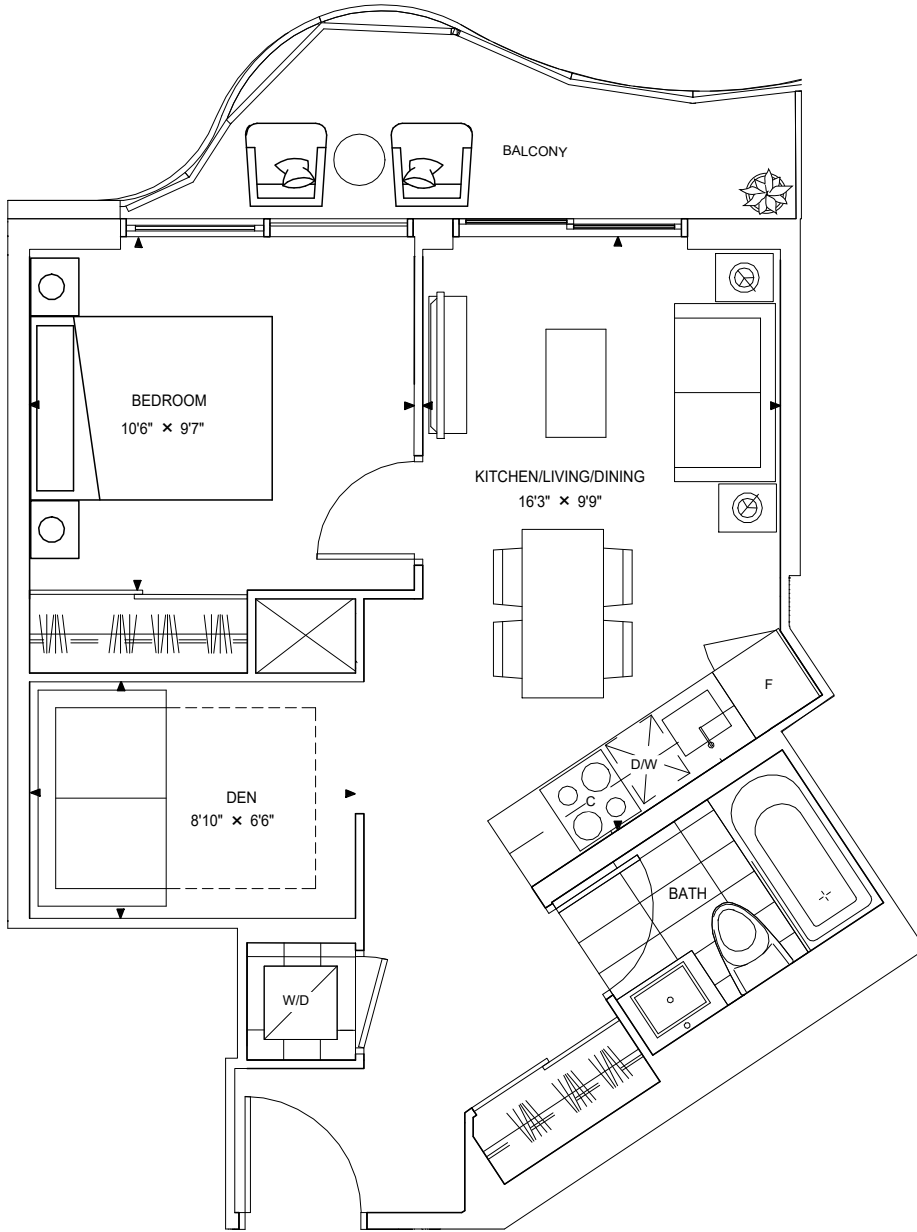 BALCONY
BEDROOM
10'6" × 9'7"
KITCHEN/LIVING/DINING
16'3" × 9'9"
F
D/W
C
DEN
8'10" × 6'6"
BATH
W/D